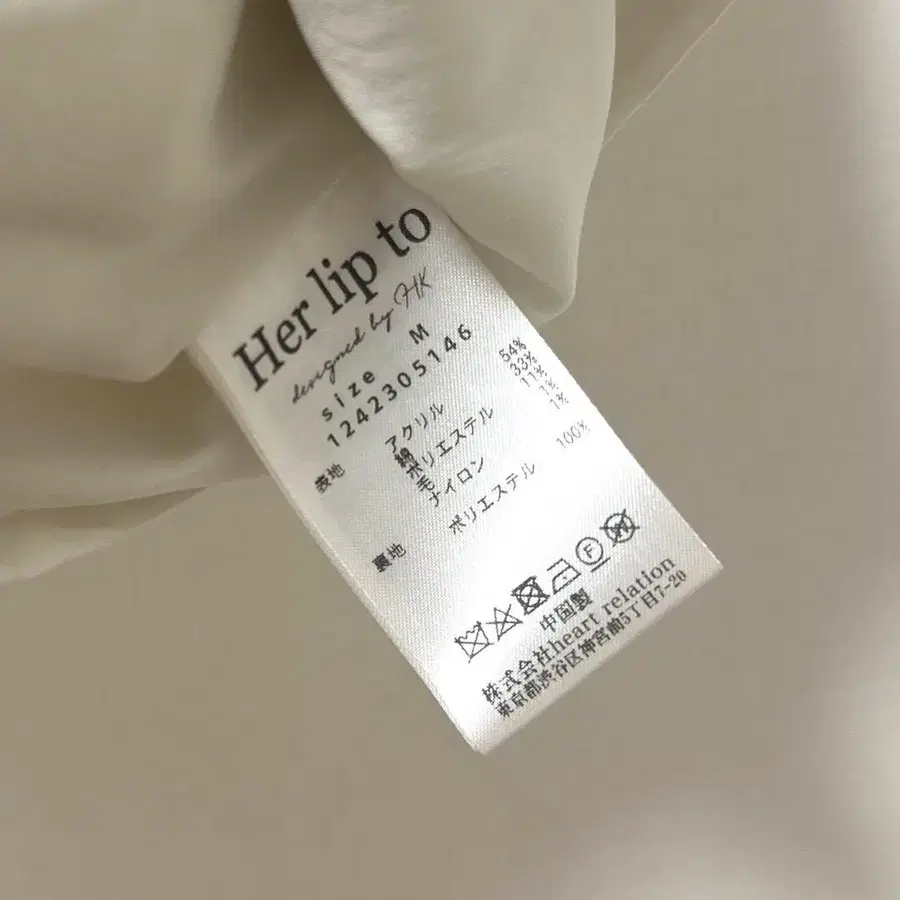 Her lip to
designed by HK
size M
1242305146
表地 アクリル 54%
綿 33%
ポリエステル 11%
毛 1%
ナイロン 1%
裏地 ポリエステル 100%
F W
中国製
株式会社heart relation
東京都渋谷区神宮前5丁目7-20